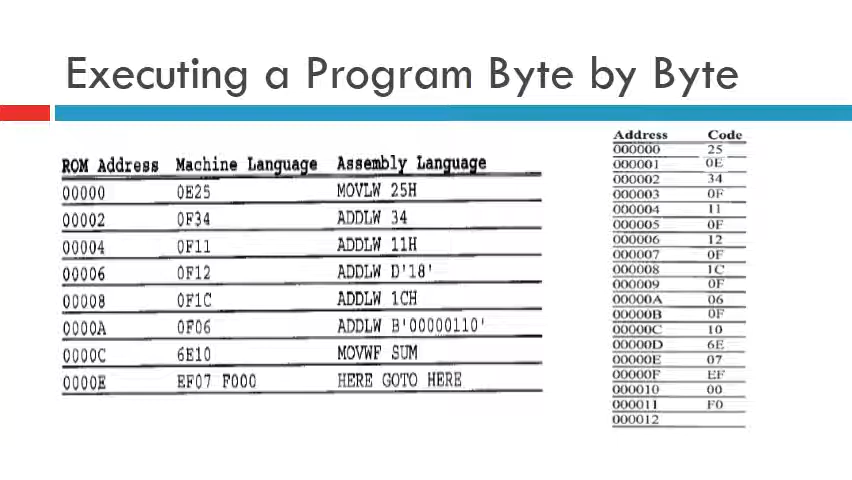 Executing a Program Byte by Byte
ROM Address Machine Language Assembly Language
00000 0E25 MOVLW 25H
00002 0F34 ADDLW 34
00004 0F11 ADDLW 11H
00006 0F12 ADDLW D'18'
00008 0F1C ADDLW 1CH
0000A 0F06 ADDLW B'00000110'
0000C 6E10 MOVWF SUM
0000E EF07 F000 HERE GOTO HERE
Address Code
000000 25
000001 0E
000002 34
000003 0F
000004 11
000005 0F
000006 12
000007 0F
000008 1C
000009 0F
00000A 06
00000B 0F
00000C 10
00000D 6E
00000E 07
00000F EF
000010 00
000011 F0
000012